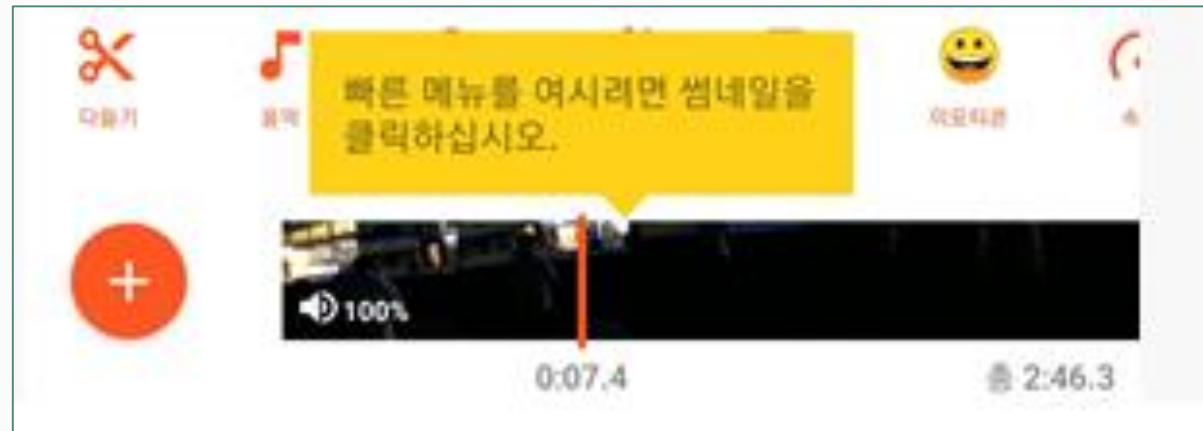 빠른 메뉴를 여시려면 썸네일을
클릭하십시오.
다듬기
음악
이모티콘
100%
0:07.4
총 2:46.3